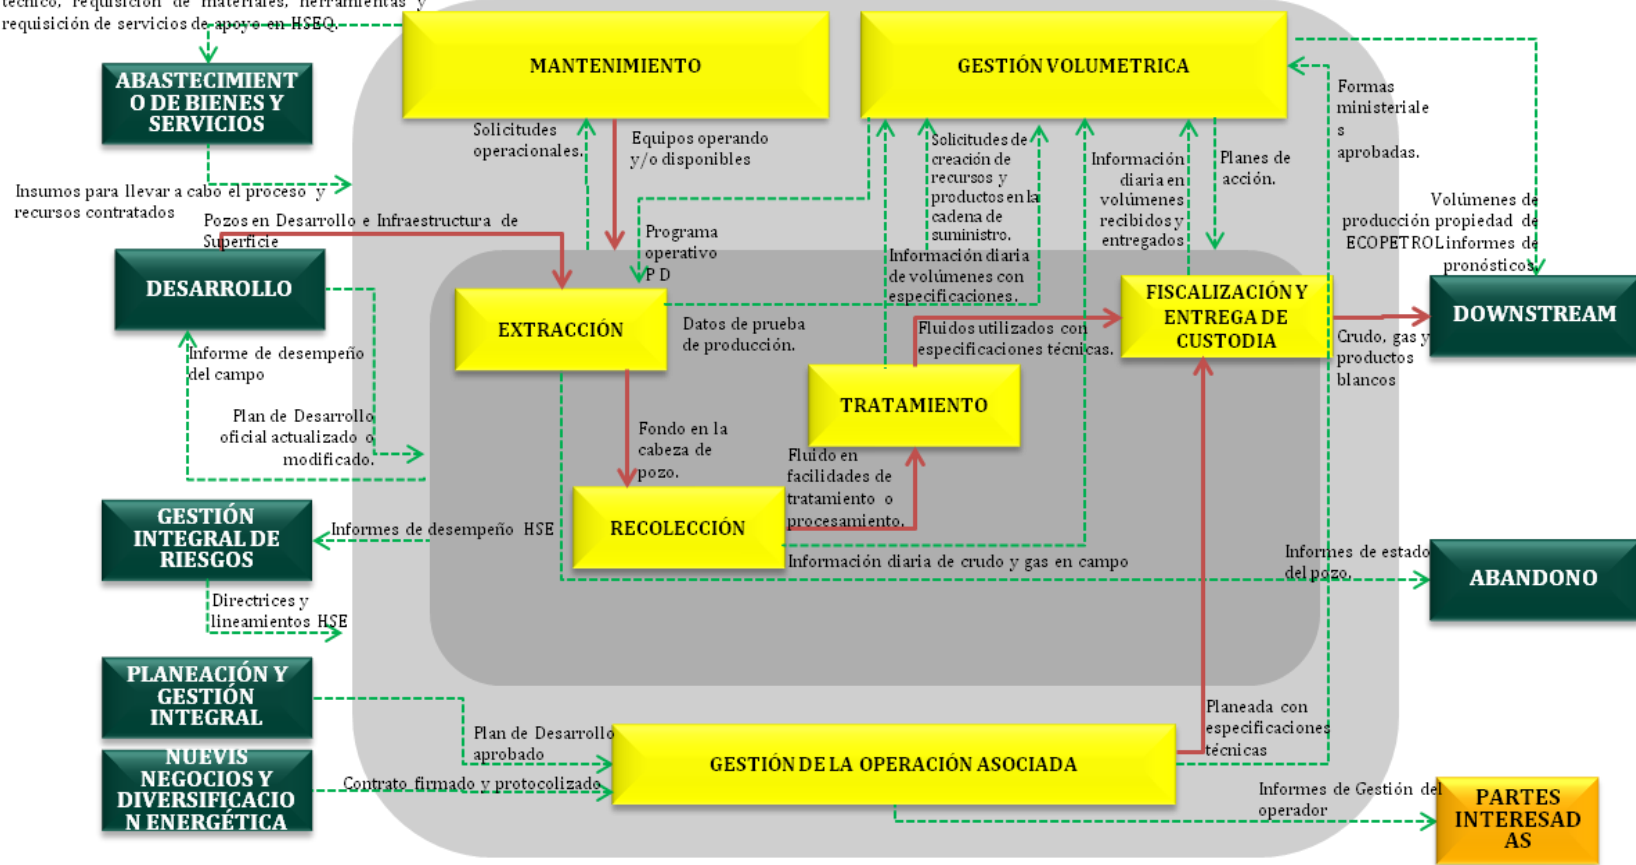 técnico, requisición de materiales, herramientas y
requisición de servicios de apoyo en HSEQ.
MANTENIMIENTO
GESTIÓN VOLUMETRICA
ABASTECIMIENT
O DE BIENES Y
SERVICIOS
Formas
ministeriale
s
aprobadas.
Solicitudes
operacionales.
Equipos operando
y/o disponibles
Solicitudes de
creación de
recursos y
productos en la
cadena de
suministro.
Información
diaria en
volúmenes
recibidos y
entregados
Planes de
acción.
Insumos para llevar a cabo el proceso y
recursos contratados
Pozos en Desarrollo e Infraestructura de
Superficie
Volúmenes de
producción propiedad de
ECOPETROL informes de
pronósticos.
Programa
operativo
P D
Información diaria
de volúmenes con
especificaciones.
DESARROLLO
EXTRACCIÓN
FISCALIZACIÓN Y
ENTREGA DE
CUSTODIA
DOWNSTREAM
Datos de prueba
de producción.
Fluidos utilizados con
especificaciones técnicas.
Crudo, gas y
productos
blancos
Informe de desempeño
del campo
TRATAMIENTO
Plan de Desarrollo
oficial actualizado o
modificado.
Fondo en la
cabeza de
pozo.
Fluido en
facilidades de
tratamiento o
procesamiento.
GESTIÓN
INTEGRAL DE
RIESGOS
Informes de desempeño HSE
RECOLECCIÓN
Información diaria de crudo y gas en campo
Informes de estado
del pozo.
ABANDONO
Directrices y
lineamientos HSE
PLANEACIÓN Y
GESTIÓN
INTEGRAL
Plan de Desarrollo
aprobado
Planeada con
especificaciones
técnicas
NUEVIS
NEGOCIOS Y
DIVERSIFICACIO
N ENERGÉTICA
Contrato firmado y protocolizado
GESTIÓN DE LA OPERACIÓN ASOCIADA
Informes de Gestión del
operador
PARTES
INTERESAD
AS